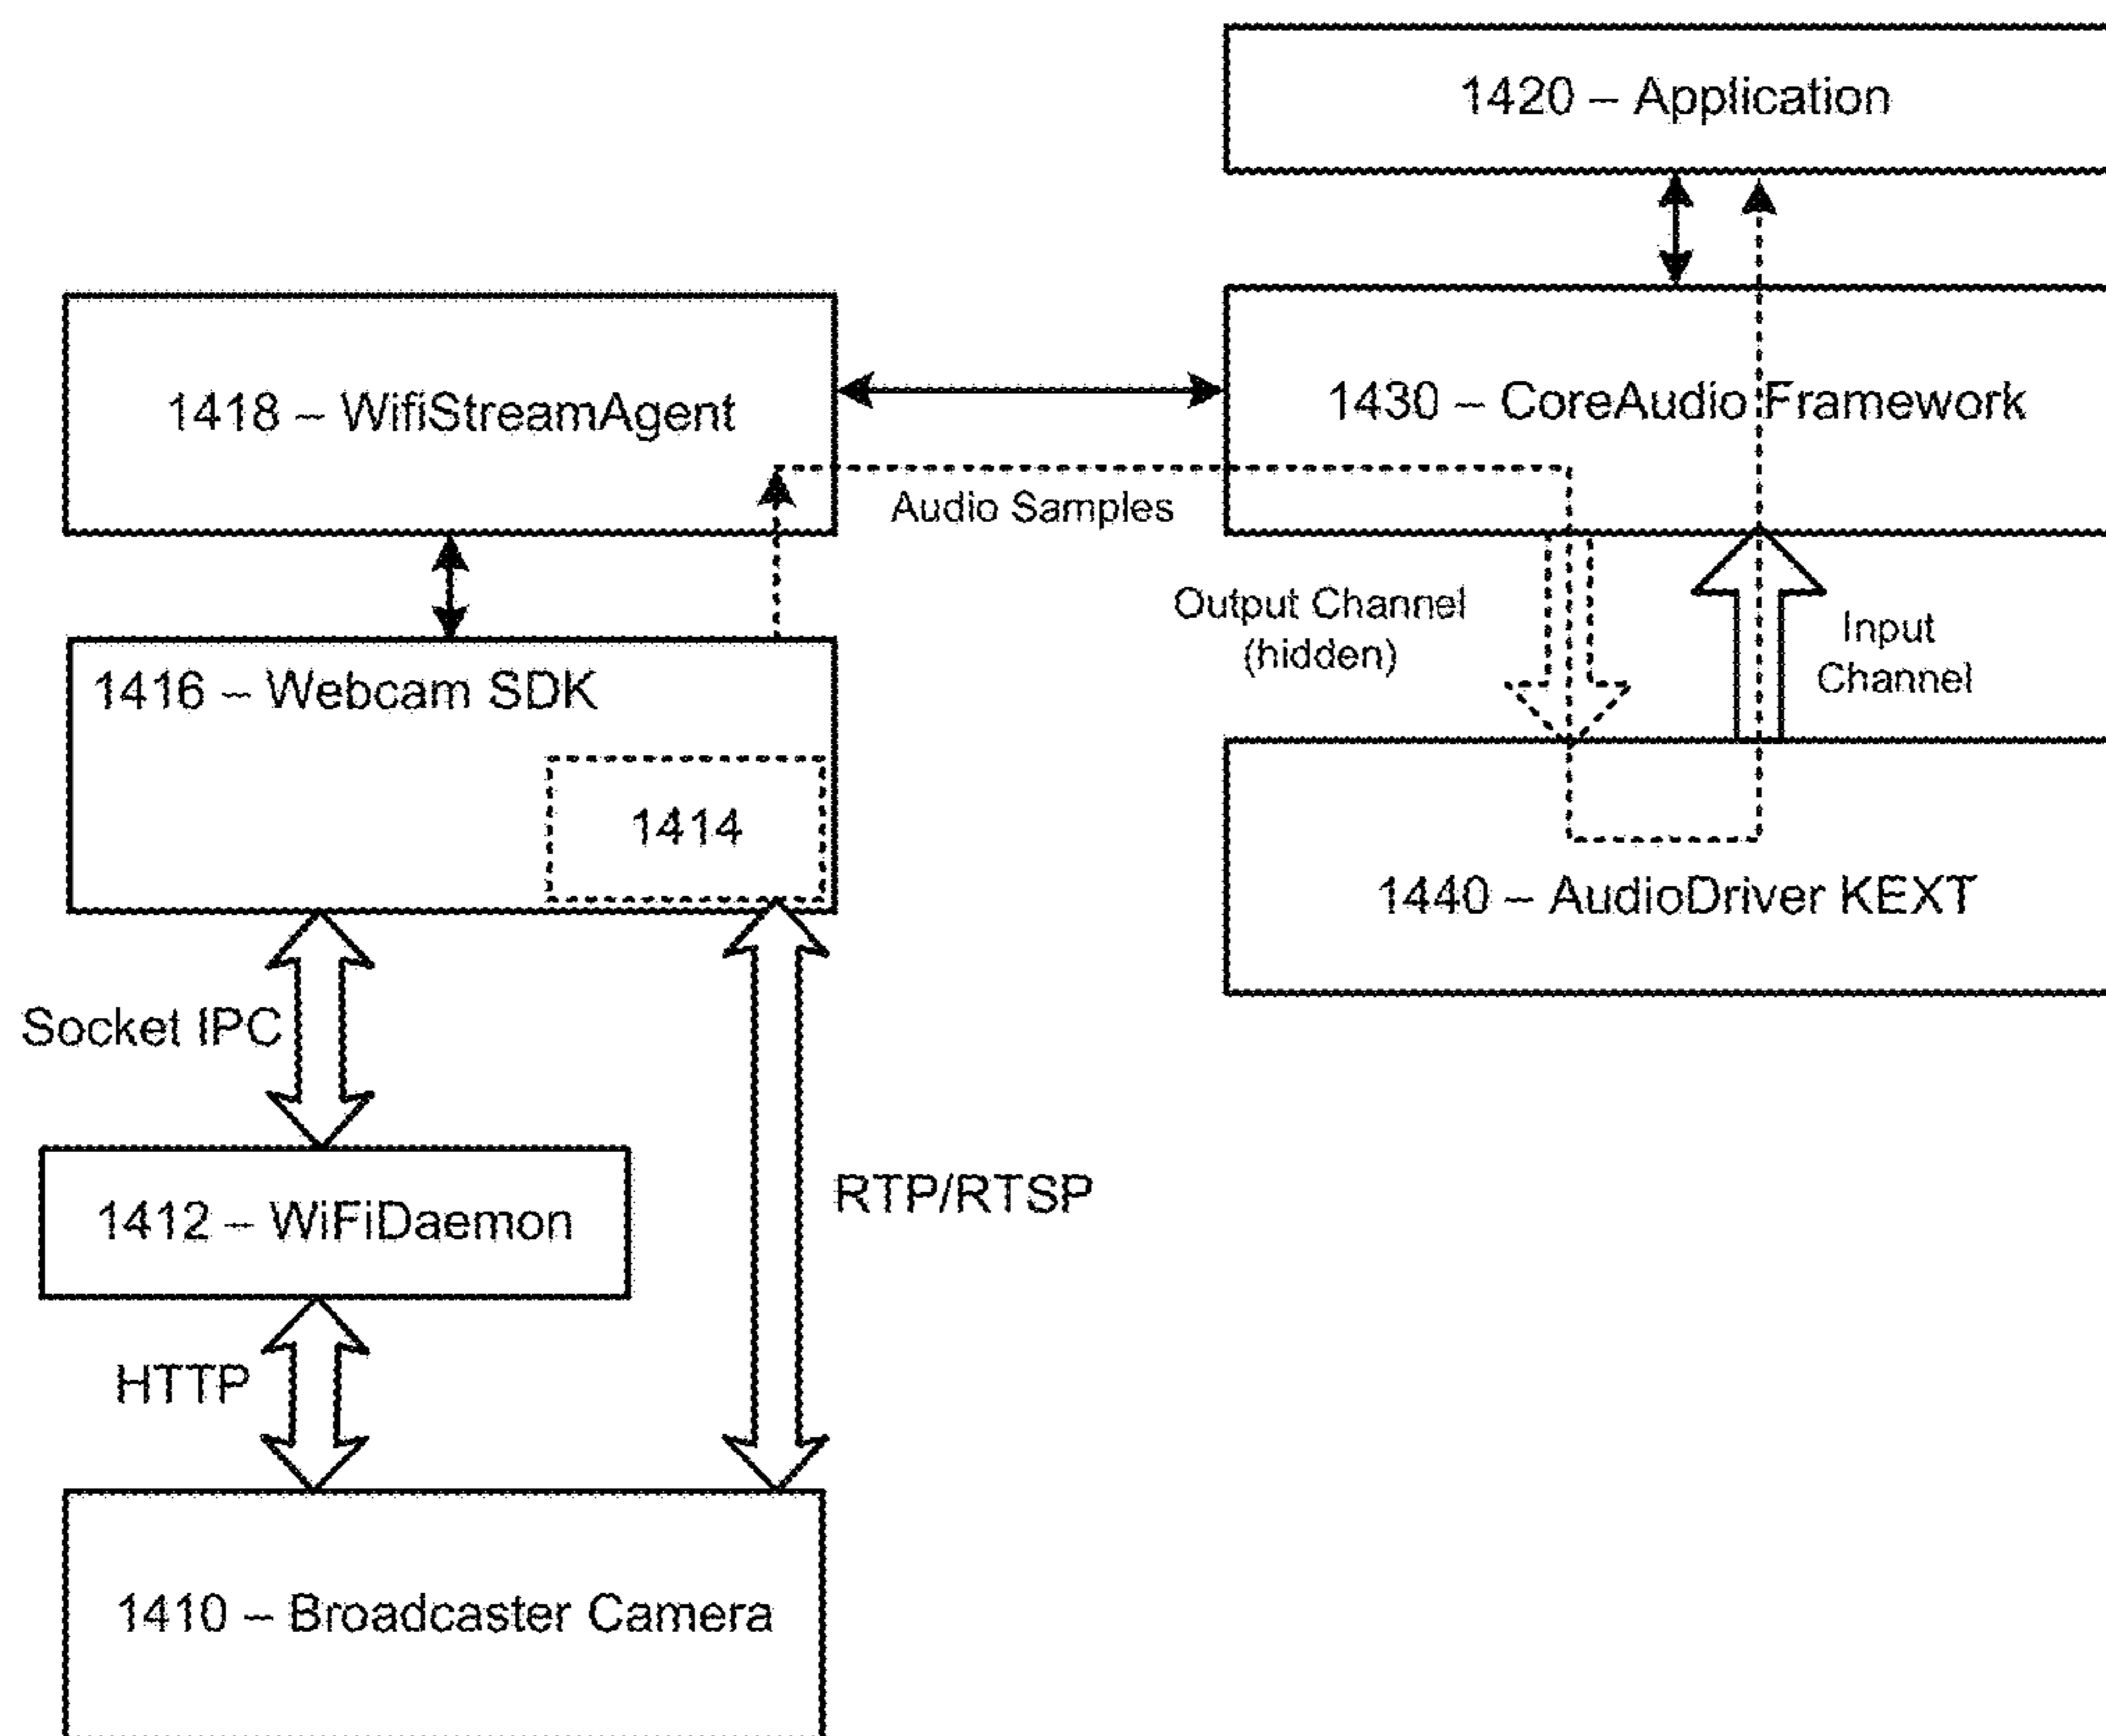 1420 – Application
1418 – WifiStreamAgent
1430 – CoreAudio Framework
Audio Samples
Output Channel
(hidden)
Input
Channel
1416 – Webcam SDK
1414
1440 – AudioDriver KEXT
Socket IPC
1412 – WiFiDaemon
RTP/RTSP
HTTP
1410 – Broadcaster Camera